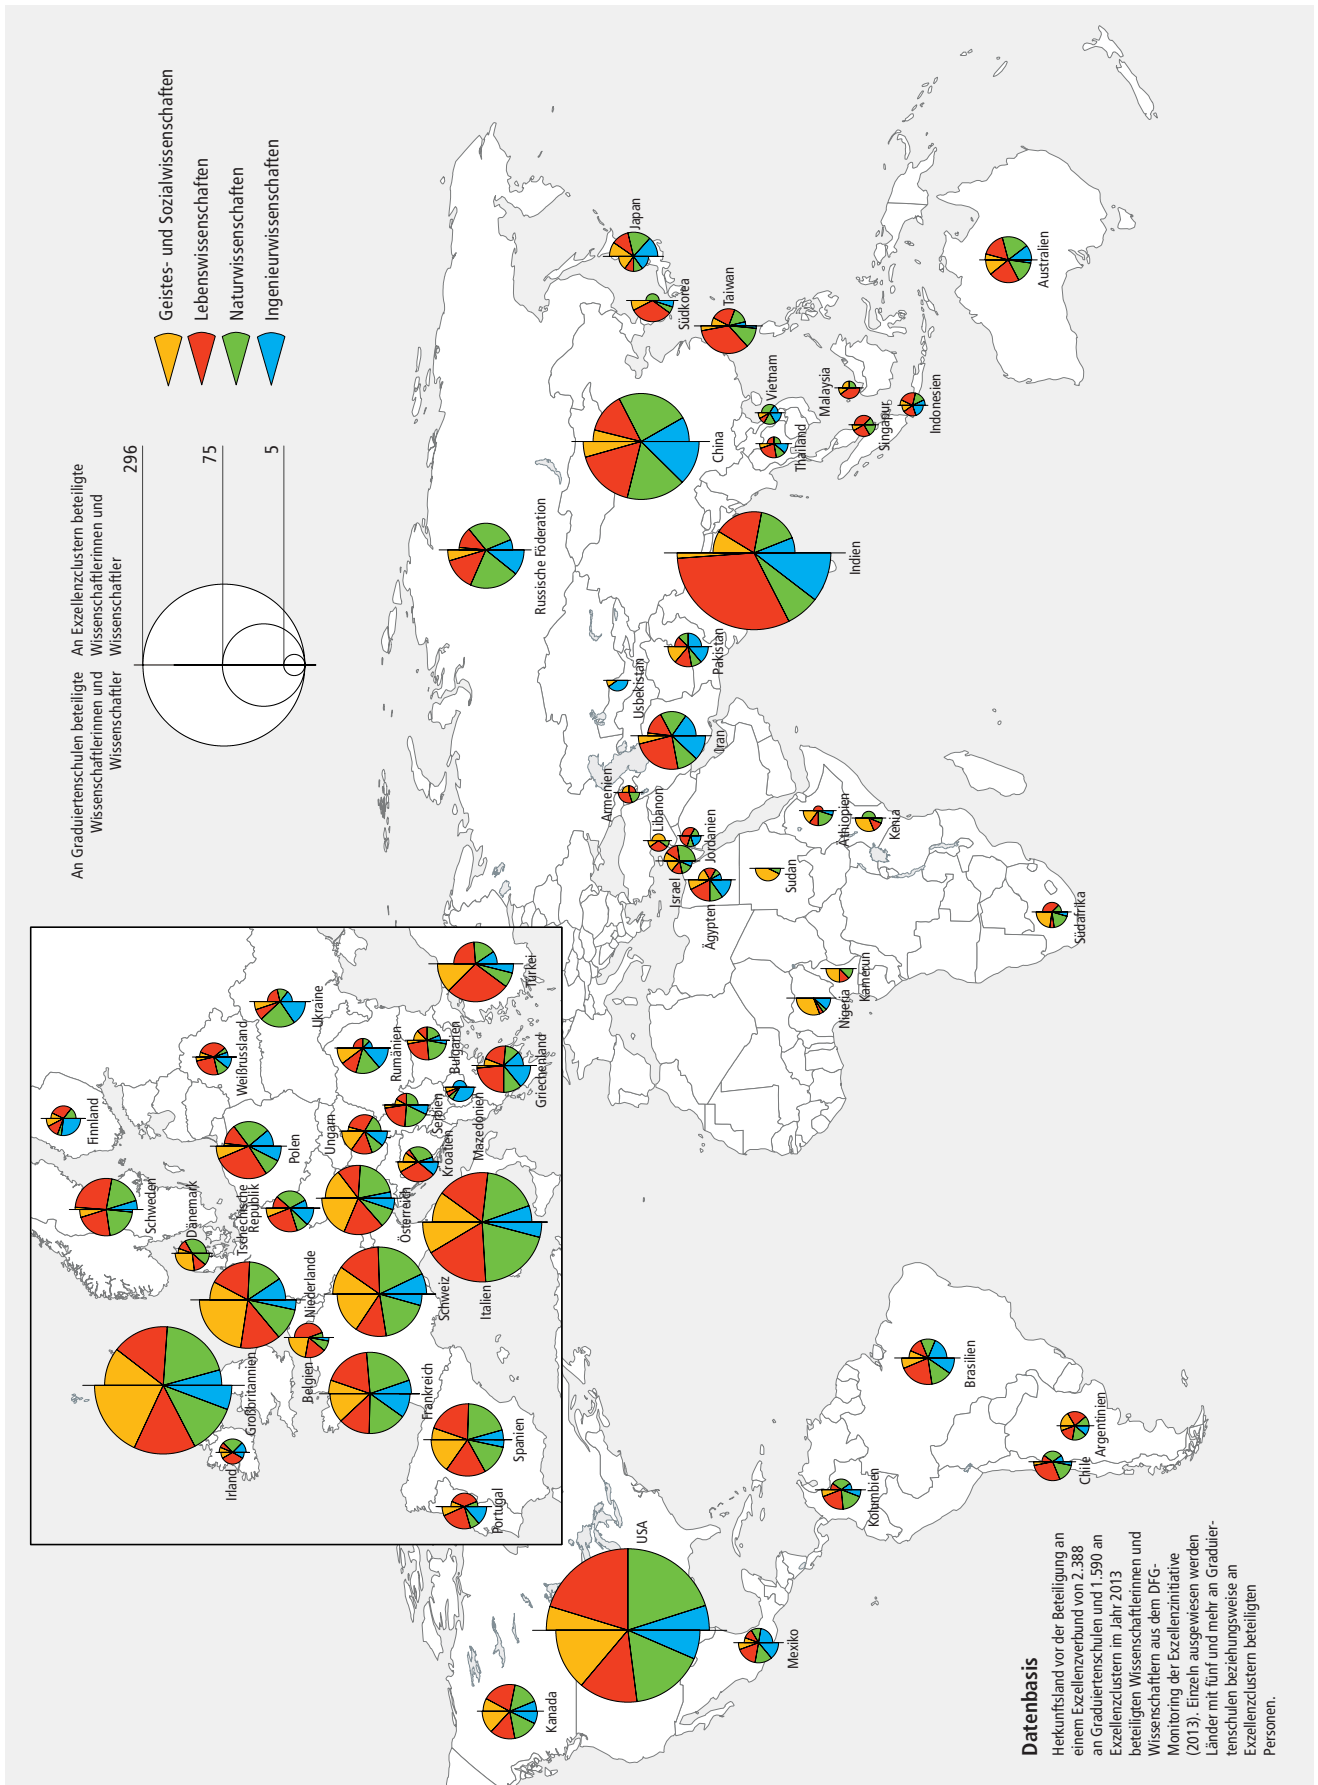 An Graduiertenschulen beteiligte
Wissenschaftlerinnen und
Wissenschaftler
An Exzellenzclustern beteiligte
Wissenschaftlerinnen und
Wissenschaftler
296
75
5
Geistes- und Sozialwissenschaften
Lebenswissenschaften
Naturwissenschaften
Ingenieurwissenschaften
Finnland
Schweden
Dänemark
Weißrussland
Ukraine
Polen
Tschechische
Republik
Ungarn
Rumänien
Bulgarien
Serbien
Kroatien
Mazedonien
Griechenland
Türkei
Österreich
Italien
Schweiz
Niederlande
Belgien
Großbritannien
Irland
Frankreich
Spanien
Portugal
Russische Föderation
Japan
Südkorea
Taiwan
China
Vietnam
Thailand
Malaysia
Singapur
Indonesien
Australien
Indien
Pakistan
Usbekistan
Iran
Armenien
Libanon
Jordanien
Israel
Ägypten
Sudan
Äthiopien
Kenia
Nigeria
Kamerun
Südafrika
Kanada
USA
Mexiko
Kolumbien
Brasilien
Chile
Argentinien
Datenbasis
Herkunftsland vor der Beteiligung an
einem Exzellenzverbund von 2.388
an Graduiertenschulen und 1.590 an
Exzellenzclustern im Jahr 2013
beteiligten Wissenschaftlerinnen und
Wissenschaftlern aus dem DFG-
Monitoring der Exzellenzinitiative
(2013). Einzeln ausgewiesen werden
Länder mit fünf und mehr an Graduier-
tenschulen beziehungsweise an
Exzellenzclustern beteiligten
Personen.